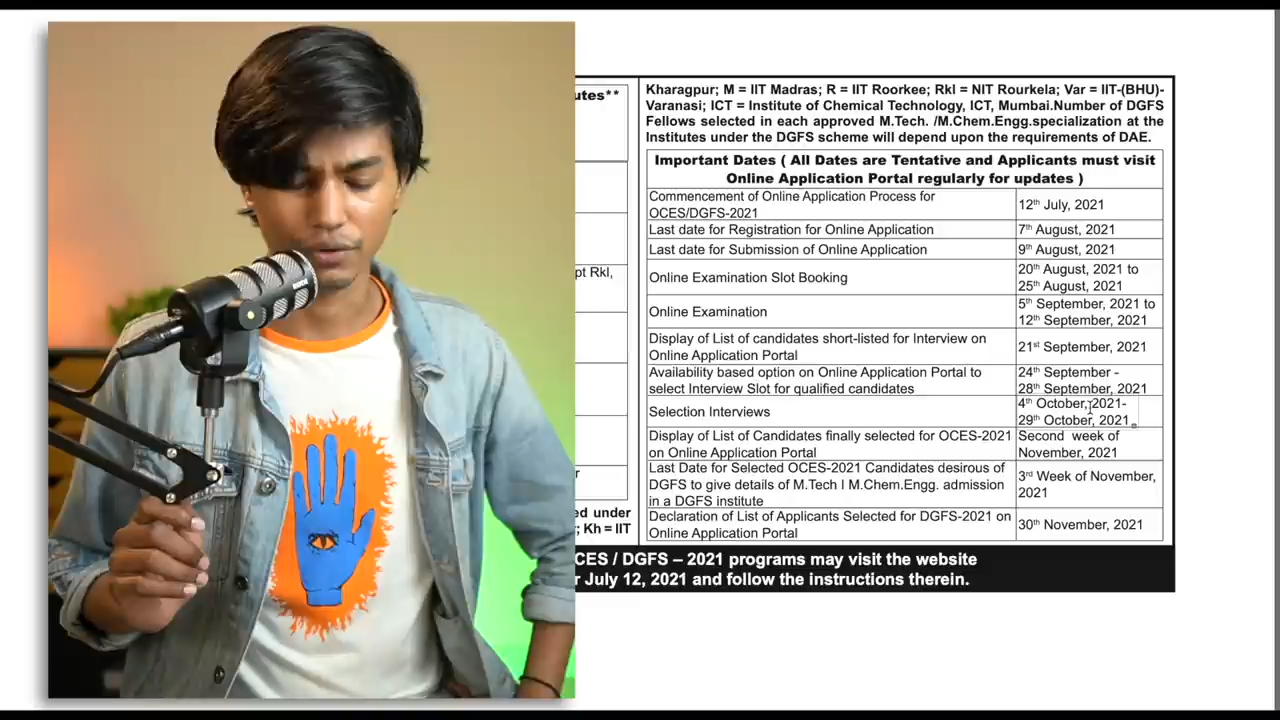 utes**
pt Rkl,
r
ed under
; Kh = IIT
Kharagpur; M = IIT Madras; R = IIT Roorkee; Rkl = NIT Rourkela; Var = IIT-(BHU)-
Varanasi; ICT = Institute of Chemical Technology, ICT, Mumbai.Number of DGFS
Fellows selected in each approved M.Tech. /M.Chem.Engg.specialization at the
Institutes under the DGFS scheme will depend upon the requirements of DAE.
Important Dates ( All Dates are Tentative and Applicants must visit
Online Application Portal regularly for updates )
Commencement of Online Application Process for
OCES/DGFS-2021
12th July, 2021
Last date for Registration for Online Application
7th August, 2021
Last date for Submission of Online Application
9th August, 2021
Online Examination Slot Booking
20th August, 2021 to
25th August, 2021
Online Examination
5th September, 2021 to
12th September, 2021
Display of List of candidates short-listed for Interview on
Online Application Portal
21st September, 2021
Availability based option on Online Application Portal to
select Interview Slot for qualified candidates
24th September -
28th September, 2021
Selection Interviews
4th October, 2021-
29th October, 2021
Display of List of Candidates finally selected for OCES-2021
on Online Application Portal
Second week of
November, 2021
Last Date for Selected OCES-2021 Candidates desirous of
DGFS to give details of M.Tech I M.Chem.Engg. admission
in a DGFS institute
3rd Week of November,
2021
Declaration of List of Applicants Selected for DGFS-2021 on
Online Application Portal
30th November, 2021
CES / DGFS – 2021 programs may visit the website
r July 12, 2021 and follow the instructions therein.